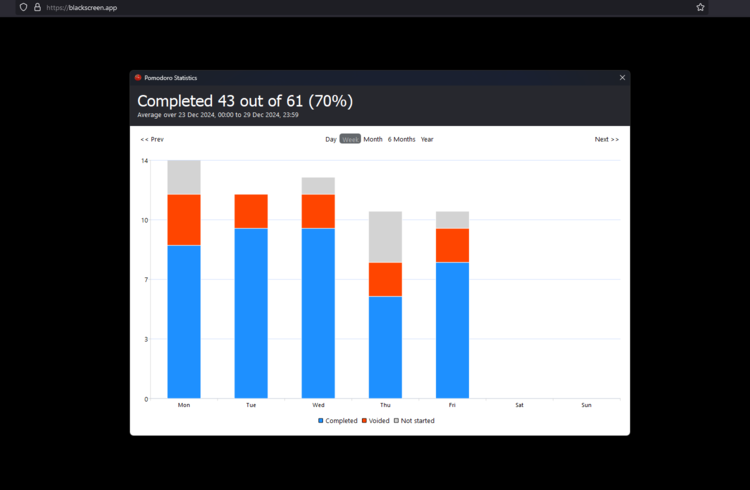 https://blackscreen.app
Pomodoro Statistics
Completed 43 out of 61 (70%)
Average over 23 Dec 2024, 00:00 to 29 Dec 2024, 23:59
<< Prev Day Week Month 6 Months Year Next >>
14
10
7
3
0
Mon Tue Wed Thu Fri Sat Sun
Completed Voided Not started